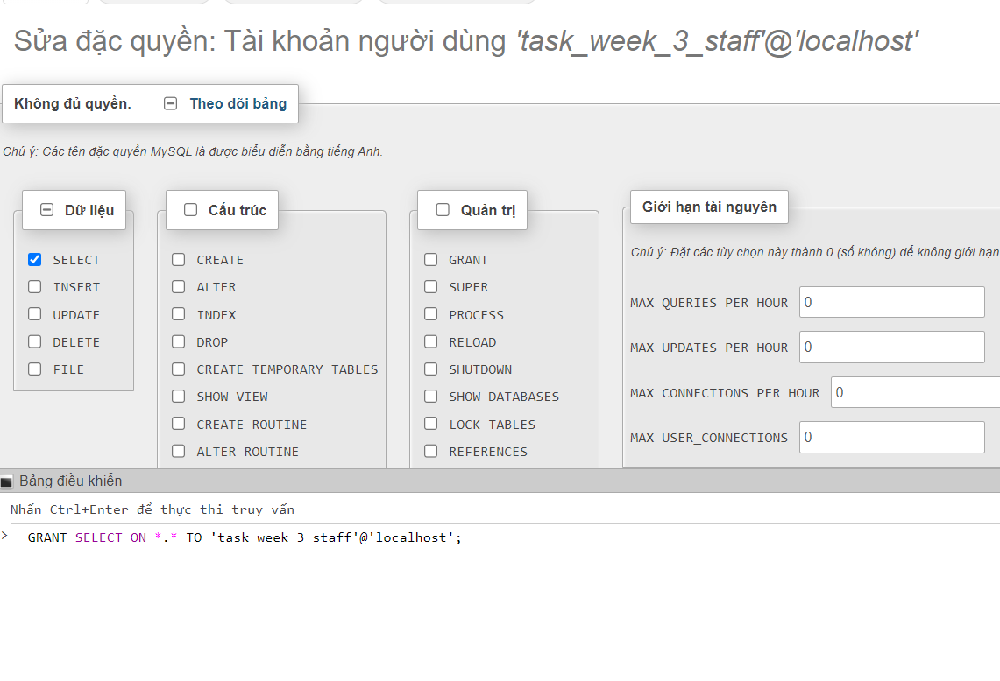 Sửa đặc quyền: Tài khoản người dùng 'task_week_3_staff'@'localhost'
Không đủ quyền. Theo dõi bảng
Chú ý: Các tên đặc quyền MySQL là được biểu diễn bằng tiếng Anh.
Dữ liệu
SELECT
INSERT
UPDATE
DELETE
FILE
Cấu trúc
CREATE
ALTER
INDEX
DROP
CREATE TEMPORARY TABLES
SHOW VIEW
CREATE ROUTINE
ALTER ROUTINE
Quản trị
GRANT
SUPER
PROCESS
RELOAD
SHUTDOWN
SHOW DATABASES
LOCK TABLES
REFERENCES
Giới hạn tài nguyên
Chú ý: Đặt các tùy chọn này thành 0 (số không) để không giới hạn
MAX QUERIES PER HOUR 0
MAX UPDATES PER HOUR 0
MAX CONNECTIONS PER HOUR 0
MAX USER_CONNECTIONS 0
Bảng điều khiển
Nhấn Ctrl+Enter để thực thi truy vấn
> GRANT SELECT ON *.* TO 'task_week_3_staff'@'localhost';